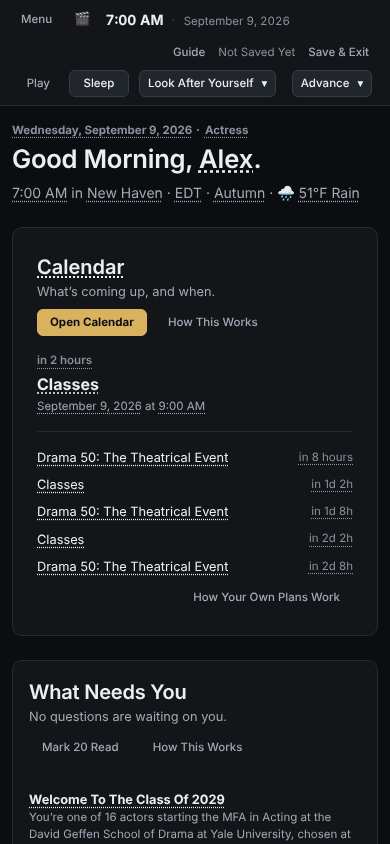 Menu 🎬 7:00 AM · September 9, 2026
Guide Not Saved Yet Save & Exit
Play Sleep Look After Yourself ▾ Advance ▾
Wednesday, September 9, 2026 · Actress
Good Morning, Alex.
7:00 AM in New Haven · EDT · Autumn · 🌧️ 51°F Rain
Calendar
What's coming up, and when.
Open Calendar How This Works
in 2 hours
Classes
September 9, 2026 at 9:00 AM
Drama 50: The Theatrical Event in 8 hours
Classes in 1d 2h
Drama 50: The Theatrical Event in 1d 8h
Classes in 2d 2h
Drama 50: The Theatrical Event in 2d 8h
How Your Own Plans Work
What Needs You
No questions are waiting on you.
Mark 20 Read How This Works
Welcome To The Class Of 2029
You're one of 16 actors starting the MFA in Acting at the
David Geffen School of Drama at Yale University, chosen at